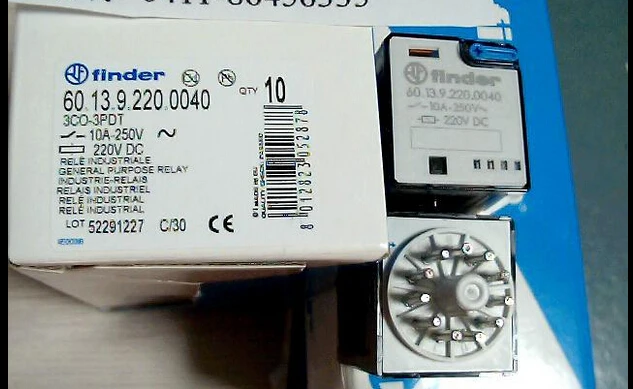 finder
60.13.9.220.0040
QTY 10
3CO-3PDT
10A-250V
220V DC
RELÈ INDUSTRIALE
GENERAL PURPOSE RELAY
INDUSTRIE-RELAIS
RELAIS INDUSTRIEL
RELÉ INDUSTRIAL
RELÉ INDUSTRIAL
LOT 52291227 C/30 CE
8 012823 052878
finder
60.13.9.220.0040
10A-250V~
220V DC